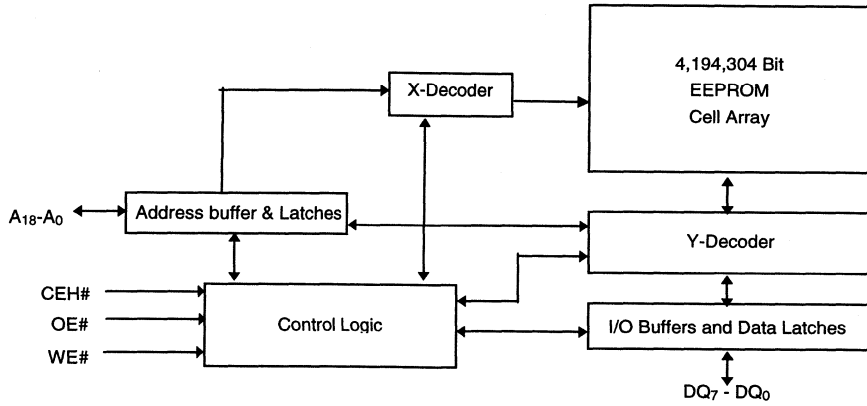 4,194,304 Bit
EEPROM
Cell Array
X-Decoder
A18-A0
Address buffer & Latches
Y-Decoder
CEH#
OE#
WE#
Control Logic
I/O Buffers and Data Latches
DQ7 - DQ0